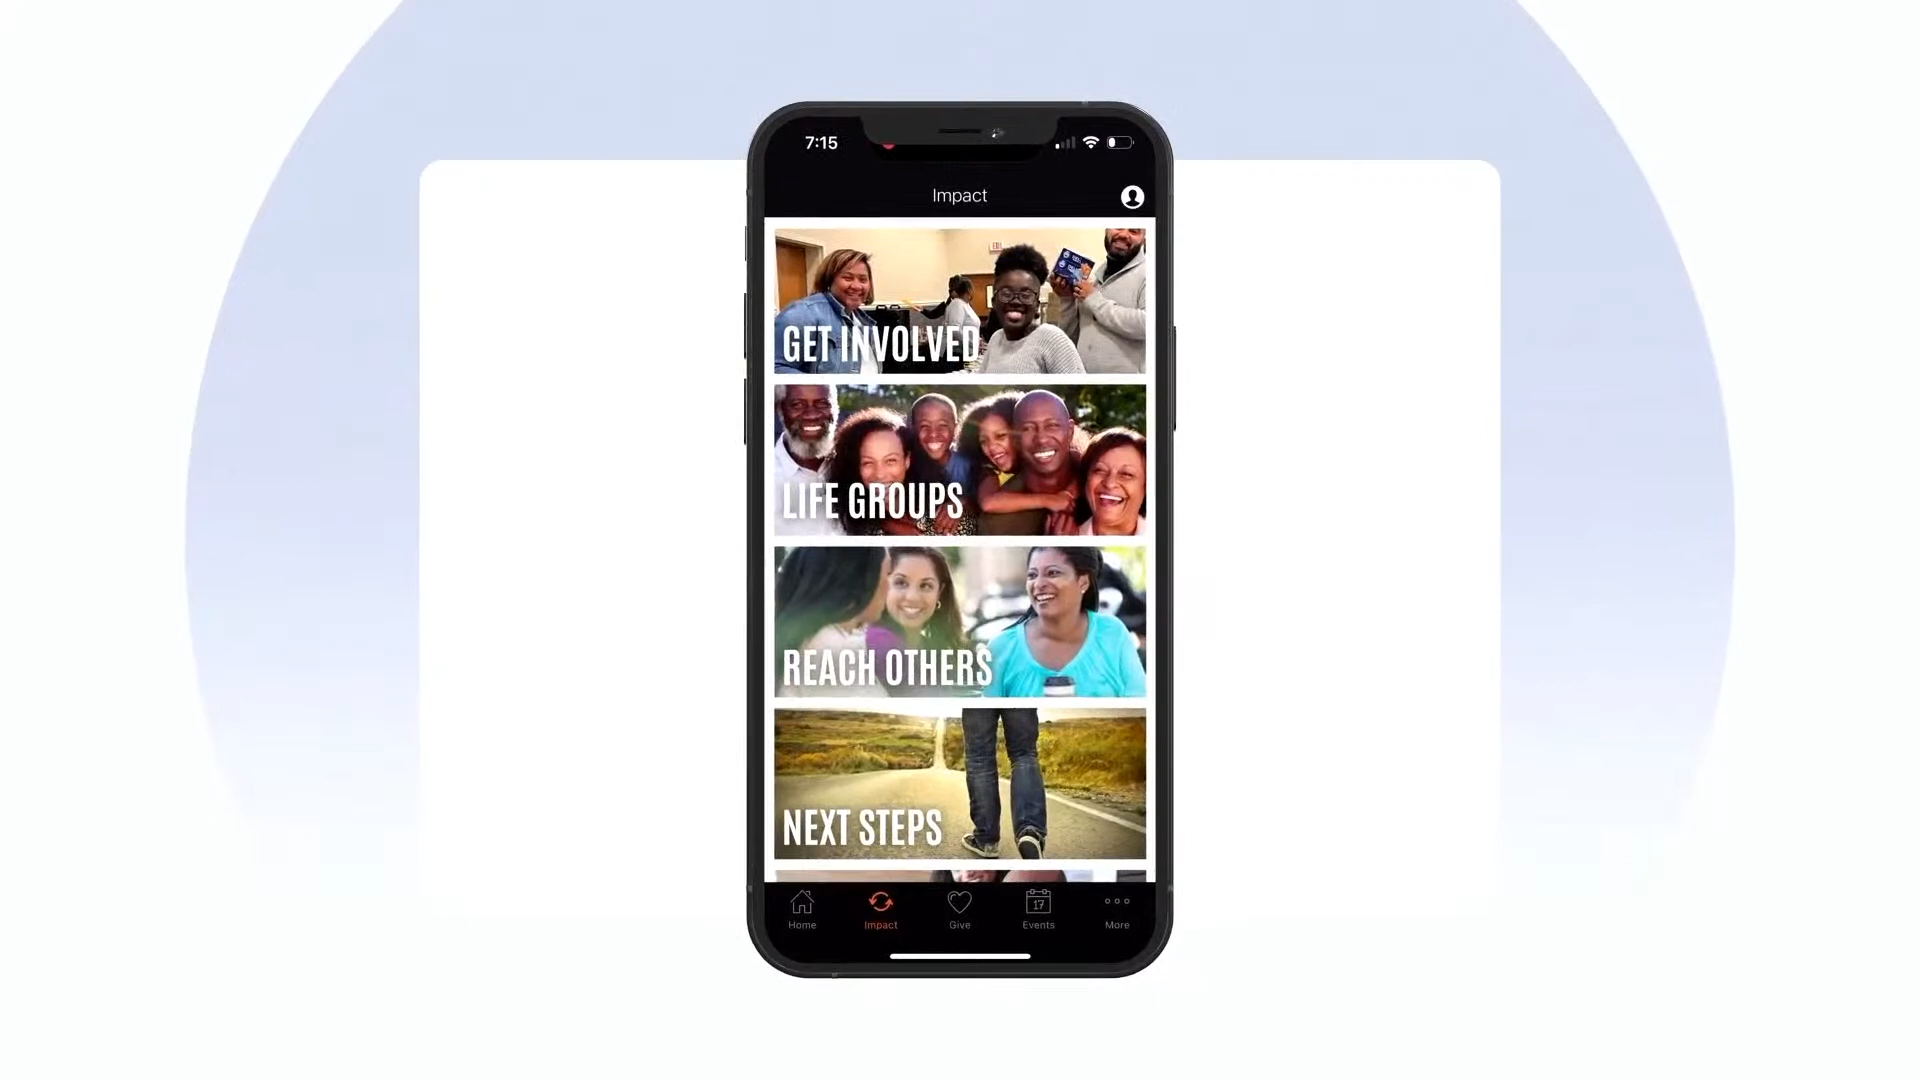 7:15
Impact
GET INVOLVED
LIFE GROUPS
REACH OTHERS
NEXT STEPS
Home
Impact
Give
17
Events
More